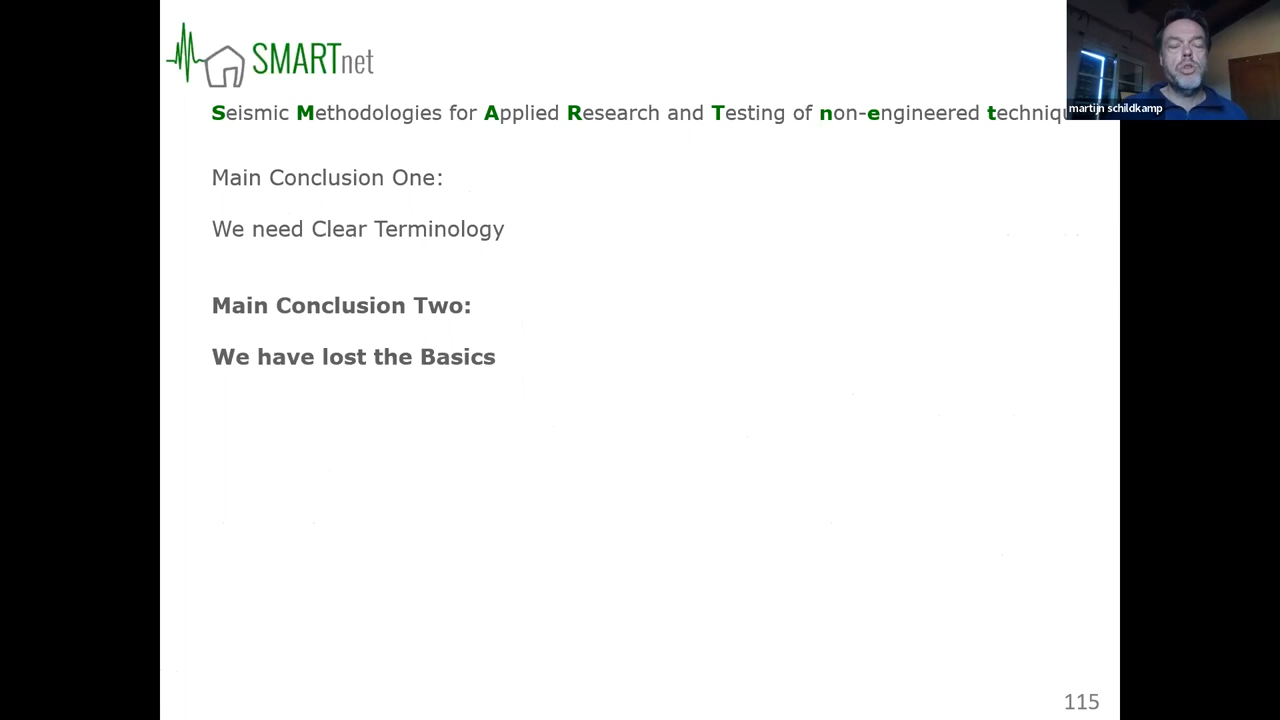 SMARTnet
martijn schildkamp
Seismic Methodologies for Applied Research and Testing of non-engineered
Main Conclusion One:
We need Clear Terminology
Main Conclusion Two:
We have lost the Basics
115